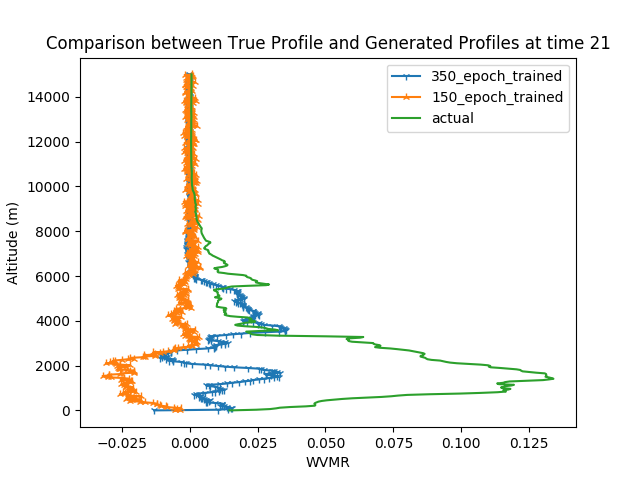 Comparison between True Profile and Generated Profiles at time 21
350_epoch_trained
150_epoch_trained
actual
14000
12000
10000
8000
6000
4000
2000
0
Altitude (m)
−0.025
0.000
0.025
0.050
0.075
0.100
0.125
WVMR